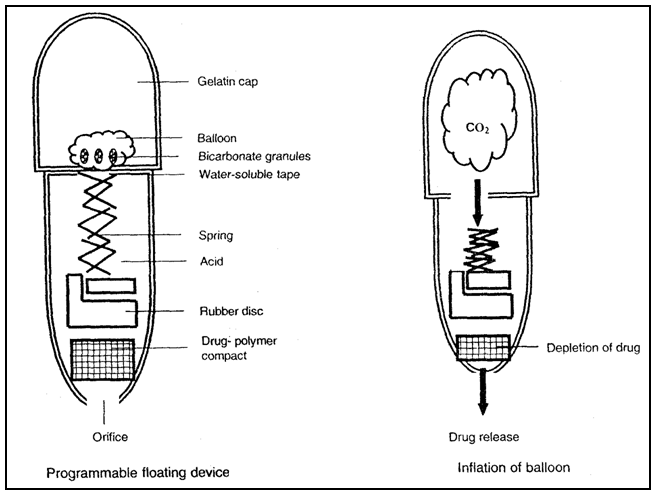 Gelatin cap
Balloon
Bicarbonate granules
Water-soluble tape
Spring
Acid
Rubber disc
Drug- polymer
compact
Orifice
Programmable floating device
CO₂
Depletion of drug
Drug release
Inflation of balloon